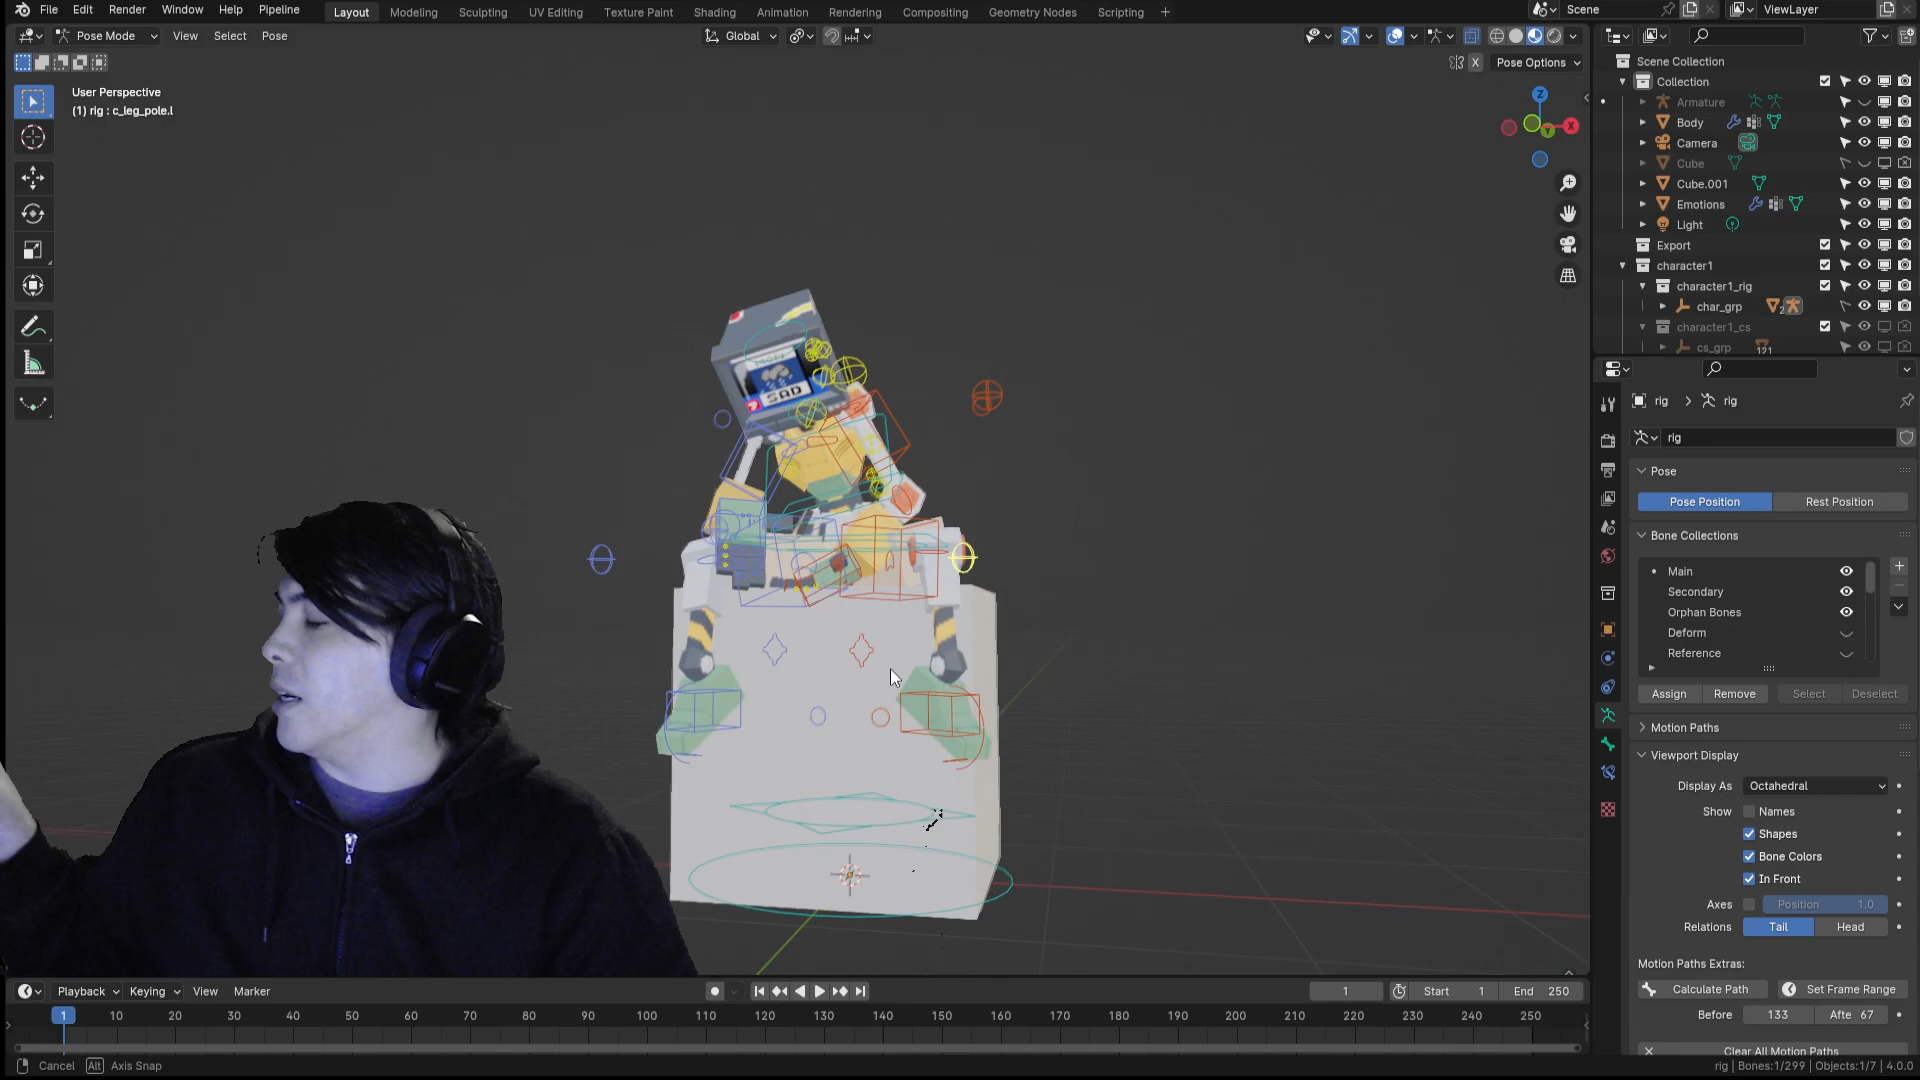 File Edit Render Window Help Pipeline Layout Modeling Sculpting UV Editing Texture Paint Shading Animation Rendering Compositing Geometry Nodes Scripting + Scene ViewLayer
Pose Mode View Select Pose Global
X Pose Options
User Perspective
(1) rig : c_leg_pole.l
Z
X
Y
SAD
Scene Collection
Collection
Armature
Body
Camera
Cube
Cube.001
Emotions
Light
Export
character1
character1_rig
char_grp 2
character1_cs
cs_grp 121
rig > rig
rig
Pose
Pose Position Rest Position
Bone Collections
Main
Secondary
Orphan Bones
Deform
Reference
Assign Remove Select Deselect
Motion Paths
Viewport Display
Display As Octahedral
Show Names
Shapes
Bone Colors
In Front
Axes Position 1.0
Relations Tail Head
Motion Paths Extras:
Calculate Path Set Frame Range
Before 133 Afte 67
Clear All Motion Paths
Playback Keying View Marker 1 Start 1 End 250
1 10 20 30 40 50 60 70 80 90 100 110 120 130 140 150 160 170 180 190 200 210 220 230 240 250
Cancel Alt Axis Snap rig | Bones:1/299 | Objects:1/7 | 4.0.0